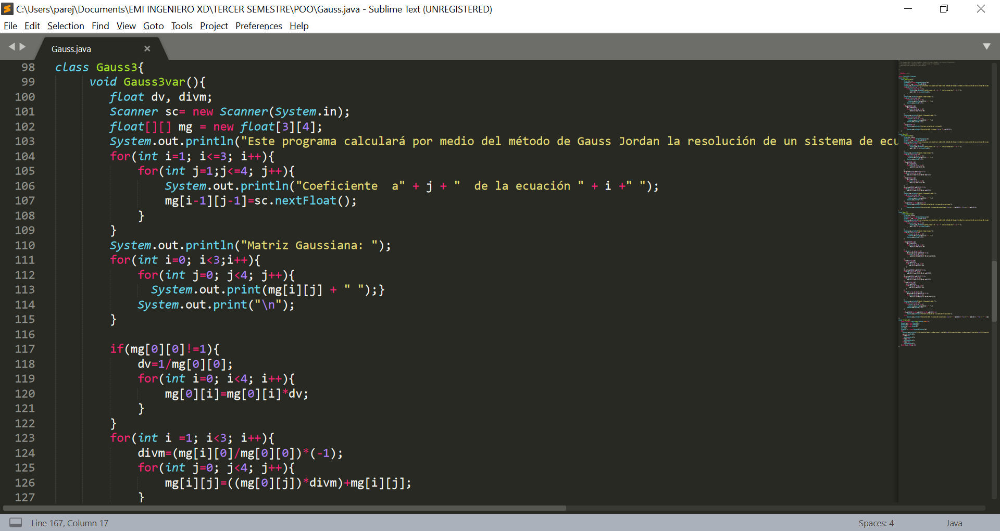 C:\Users\parej\Documents\EMI INGENIERO XD\TERCER SEMESTRE\POO\Gauss.java - Sublime Text (UNREGISTERED)
File Edit Selection Find View Goto Tools Project Preferences Help
Gauss.java
98 class Gauss3{
99 void Gauss3var(){
100 float dv, divm;
101 Scanner sc= new Scanner(System.in);
102 float[][] mg = new float[3][4];
103 System.out.println("Este programa calculará por medio del método de Gauss Jordan la resolución de un sistema de ecu
104 for(int i=1; i<=3; i++){
105 for(int j=1;j<=4; j++){
106 System.out.println("Coeficiente  a" + j + "  de la ecuación " + i +" ");
107 mg[i-1][j-1]=sc.nextFloat();
108 }
109 }
110 System.out.println("Matriz Gaussiana: ");
111 for(int i=0; i<3;i++){
112 for(int j=0; j<4; j++){
113 System.out.print(mg[i][j] + " ");}
114 System.out.print("\n");
115 }
116
117 if(mg[0][0]!=1){
118 dv=1/mg[0][0];
119 for(int i=0; i<4; i++){
120 mg[0][i]=mg[0][i]*dv;
121 }
122 }
123 for(int i =1; i<3; i++){
124 divm=(mg[i][0]/mg[0][0])*(-1);
125 for(int j=0; j<4; j++){
126 mg[i][j]=((mg[0][j])*divm)+mg[i][j];
127 }
Line 167, Column 17
Spaces: 4
Java